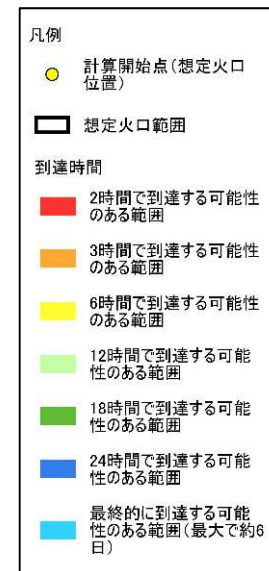 凡例
計算開始点(想定火口
位置)
想定火口範囲
到達時間
2時間で到達する可能性
のある範囲
3時間で到達する可能性
のある範囲
6時間で到達する可能性
のある範囲
12時間で到達する可能
性のある範囲
18時間で到達する可能
性のある範囲
24時間で到達する可能
性のある範囲
最終的に到達する可能
性のある範囲(最大で約6
日)